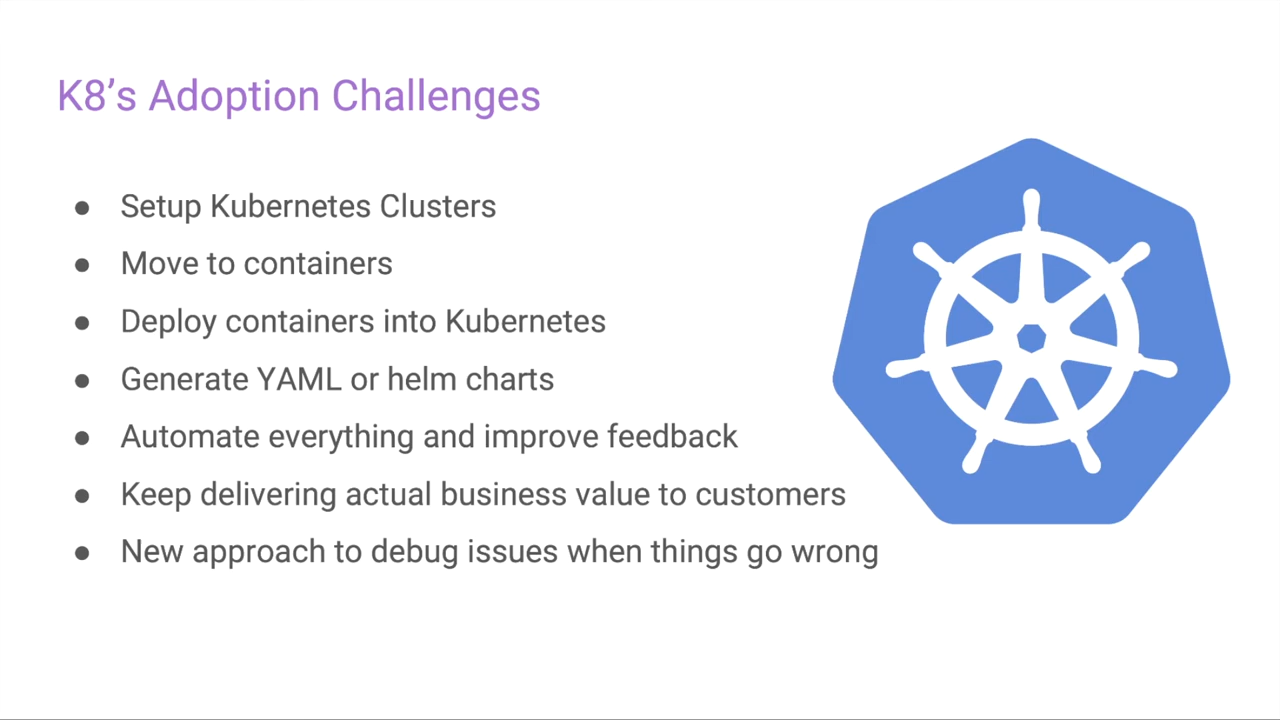 K8’s Adoption Challenges
● Setup Kubernetes Clusters
● Move to containers
● Deploy containers into Kubernetes
● Generate YAML or helm charts
● Automate everything and improve feedback
● Keep delivering actual business value to customers
● New approach to debug issues when things go wrong